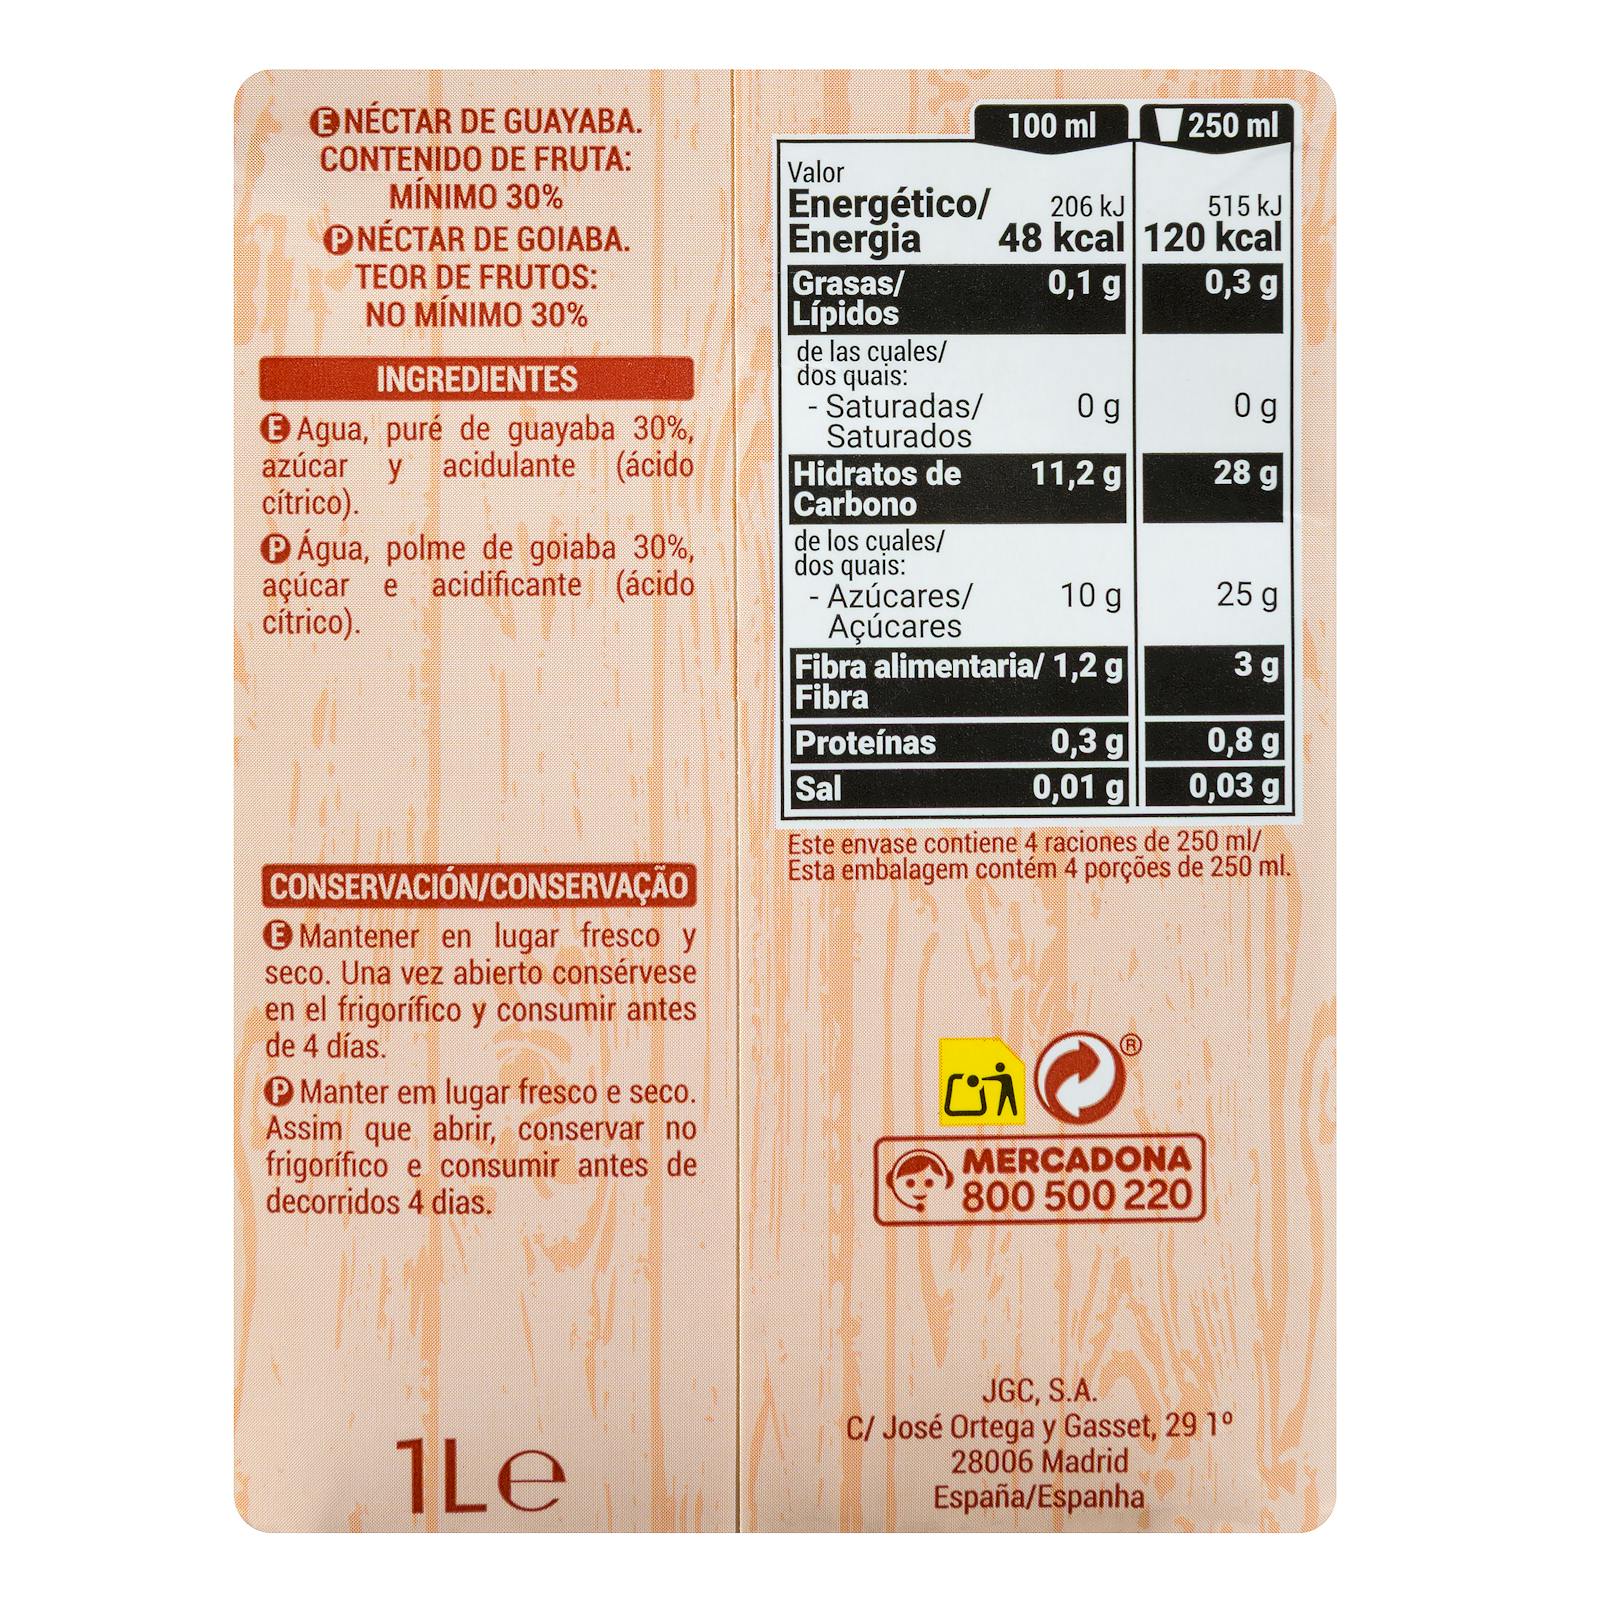 E NÉCTAR DE GUAYABA.
CONTENIDO DE FRUTA:
MÍNIMO 30%
P NÉCTAR DE GOIABA.
TEOR DE FRUTOS:
NO MÍNIMO 30%
INGREDIENTES
E Agua, puré de guayaba 30%,
azúcar y acidulante (ácido
cítrico).
P Água, polme de goiaba 30%,
açúcar e acidificante (ácido
cítrico).
CONSERVACIÓN/CONSERVAÇÃO
E Mantener en lugar fresco y
seco. Una vez abierto consérvese
en el frigorífico y consumir antes
de 4 días.
P Manter em lugar fresco e seco.
Assim que abrir, conservar no
frigorífico e consumir antes de
decorridos 4 dias.
1L e
100 ml 250 ml
Valor
Energético/ 206 kJ 515 kJ
Energia 48 kcal 120 kcal
Grasas/ 0,1 g 0,3 g
Lípidos
de las cuales/
dos quais:
- Saturadas/ 0 g 0 g
Saturados
Hidratos de 11,2 g 28 g
Carbono
de los cuales/
dos quais:
- Azúcares/ 10 g 25 g
Açúcares
Fibra alimentaria/ 1,2 g 3 g
Fibra
Proteínas 0,3 g 0,8 g
Sal 0,01 g 0,03 g
Este envase contiene 4 raciones de 250 ml/
Esta embalagem contém 4 porções de 250 ml.
®
MERCADONA
800 500 220
JGC, S.A.
C/ José Ortega y Gasset, 29 1º
28006 Madrid
España/Espanha